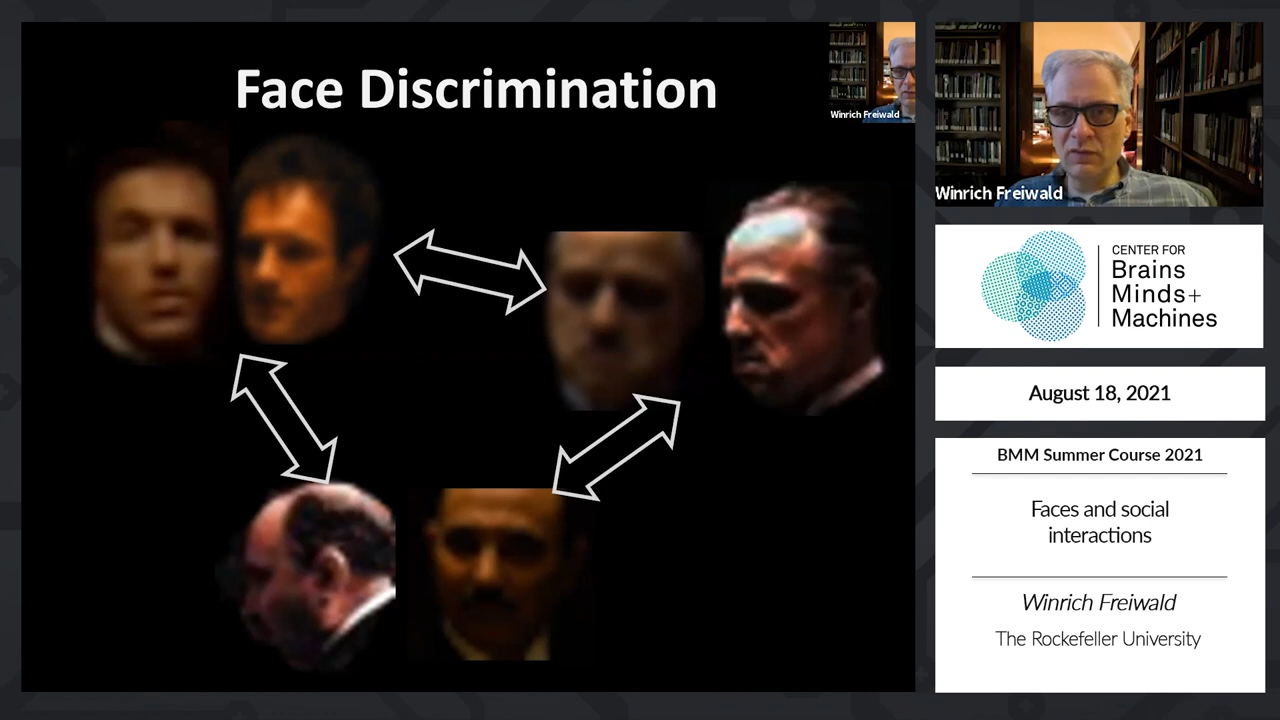 Face Discrimination
Winrich Freiwald
Winrich Freiwald
CENTER FOR
Brains
Minds+
Machines
August 18, 2021
BMM Summer Course 2021
Faces and social
interactions
Winrich Freiwald
The Rockefeller University